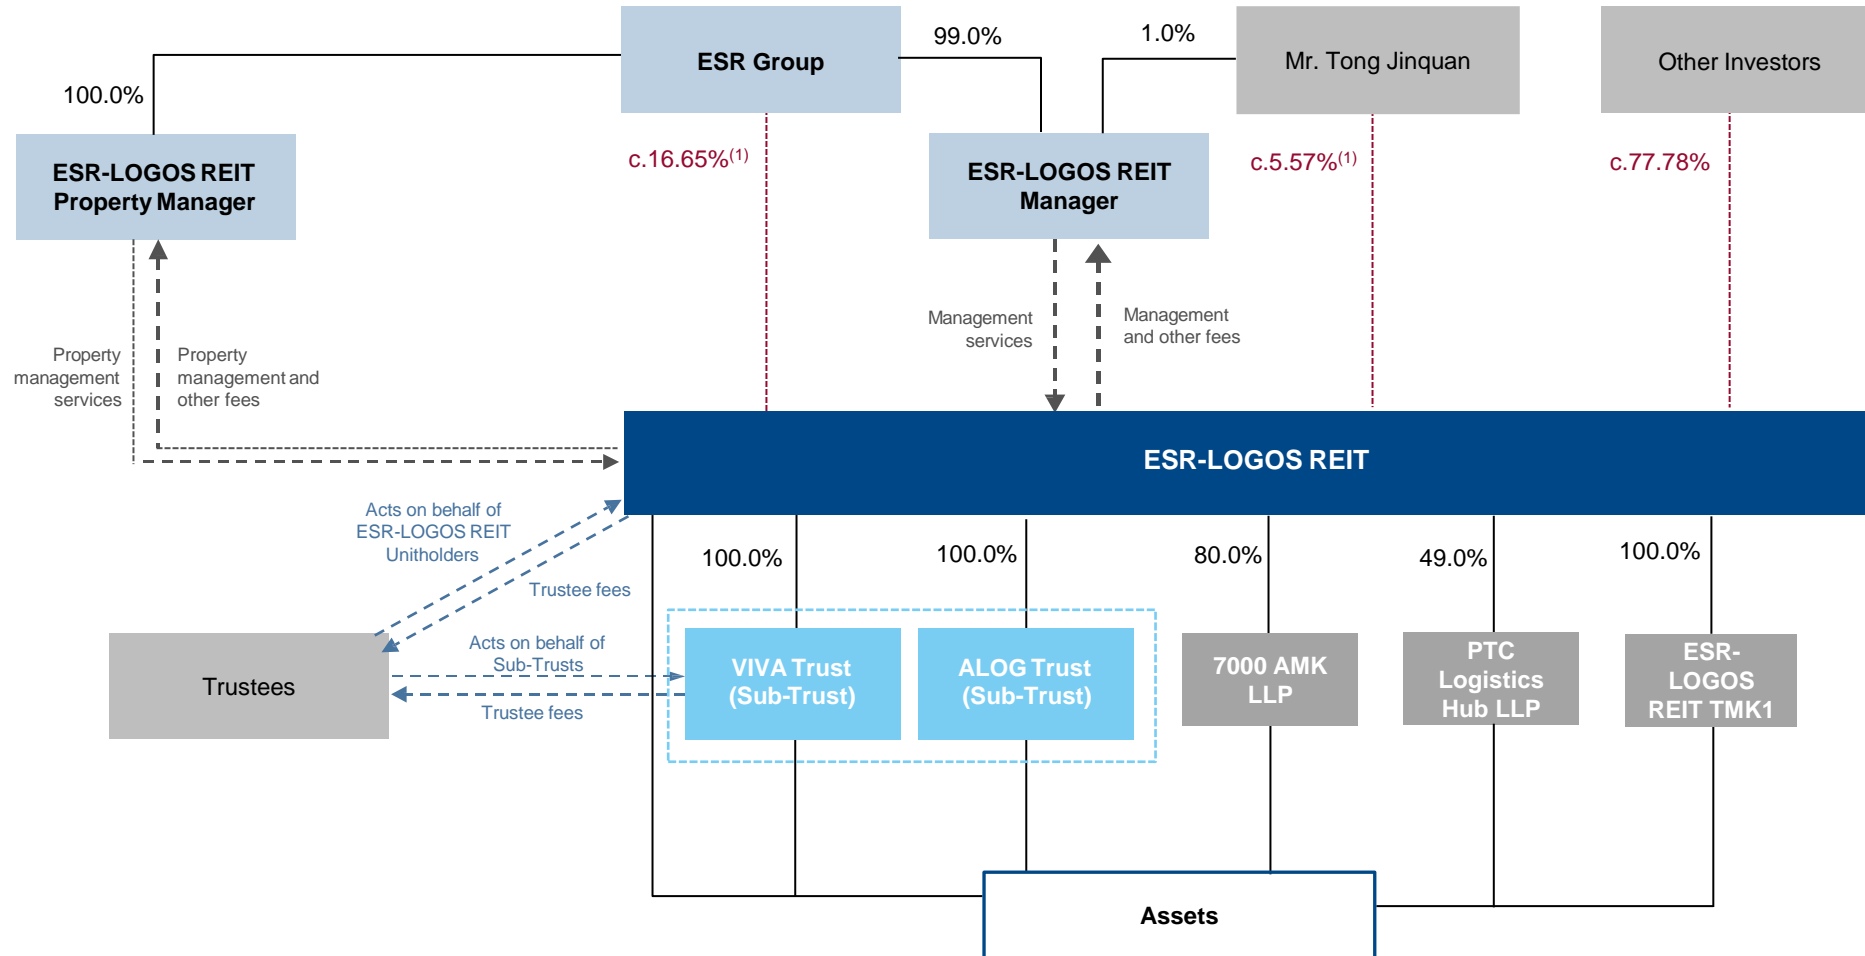 99.0%
1.0%
ESR Group
Mr. Tong Jinquan
Other Investors
100.0%
ESR-LOGOS REIT
Property Manager
c.16.65%(1)
ESR-LOGOS REIT
Manager
c.5.57%(1)
c.77.78%
Property
management
services
Property
management and
other fees
Management
services
Management
and other fees
ESR-LOGOS REIT
Acts on behalf of
ESR-LOGOS REIT
Unitholders
Trustee fees
100.0%
100.0%
80.0%
49.0%
100.0%
Trustees
Acts on behalf of
Sub-Trusts
Trustee fees
VIVA Trust
(Sub-Trust)
ALOG Trust
(Sub-Trust)
7000 AMK
LLP
PTC
Logistics
Hub LLP
ESR-
LOGOS
REIT TMK1
Assets